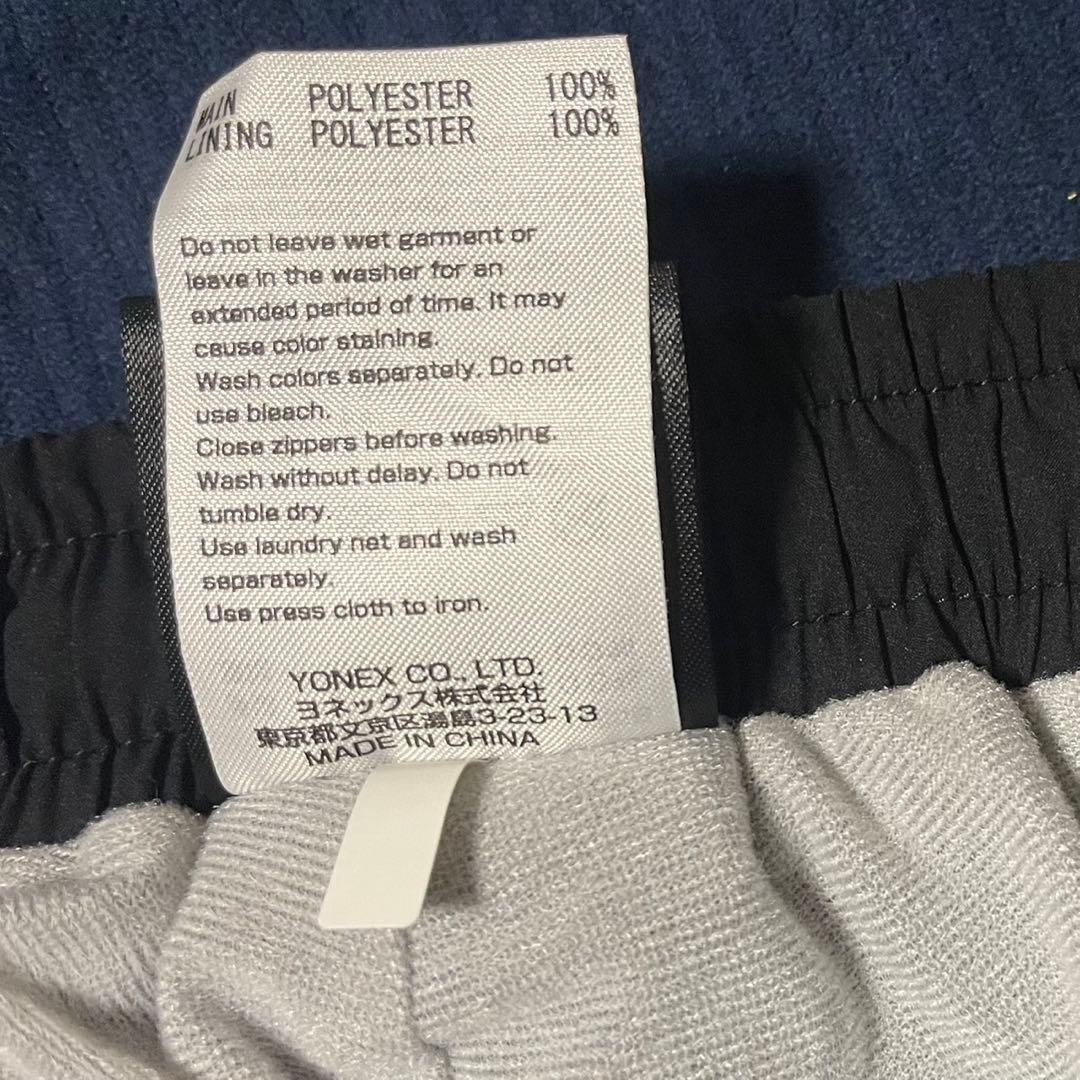 MAIN POLYESTER 100%
LINING POLYESTER 100%
Do not leave wet garment or
leave in the washer for an
extended period of time. It may
cause color staining.
Wash colors separately. Do not
use bleach.
Close zippers before washing.
Wash without delay. Do not
tumble dry.
Use laundry net and wash
separately.
Use press cloth to iron.
YONEX CO., LTD.
ヨネックス株式会社
東京都文京区湯島3-23-13
MADE IN CHINA